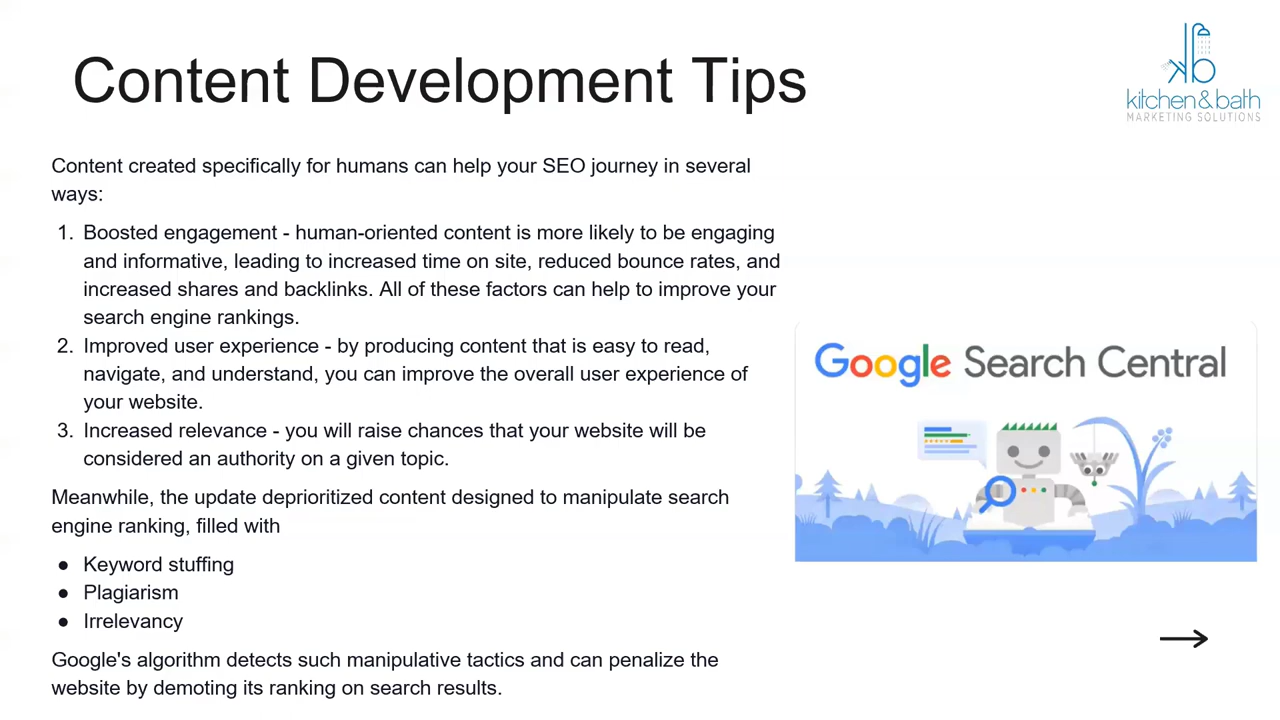 Content Development Tips
kitchen & bath
MARKETING SOLUTIONS
Content created specifically for humans can help your SEO journey in several
ways:
1. Boosted engagement - human-oriented content is more likely to be engaging
and informative, leading to increased time on site, reduced bounce rates, and
increased shares and backlinks. All of these factors can help to improve your
search engine rankings.
2. Improved user experience - by producing content that is easy to read,
navigate, and understand, you can improve the overall user experience of
your website.
3. Increased relevance - you will raise chances that your website will be
considered an authority on a given topic.
Meanwhile, the update deprioritized content designed to manipulate search
engine ranking, filled with
● Keyword stuffing
● Plagiarism
● Irrelevancy
Google's algorithm detects such manipulative tactics and can penalize the
website by demoting its ranking on search results.
Google Search Central